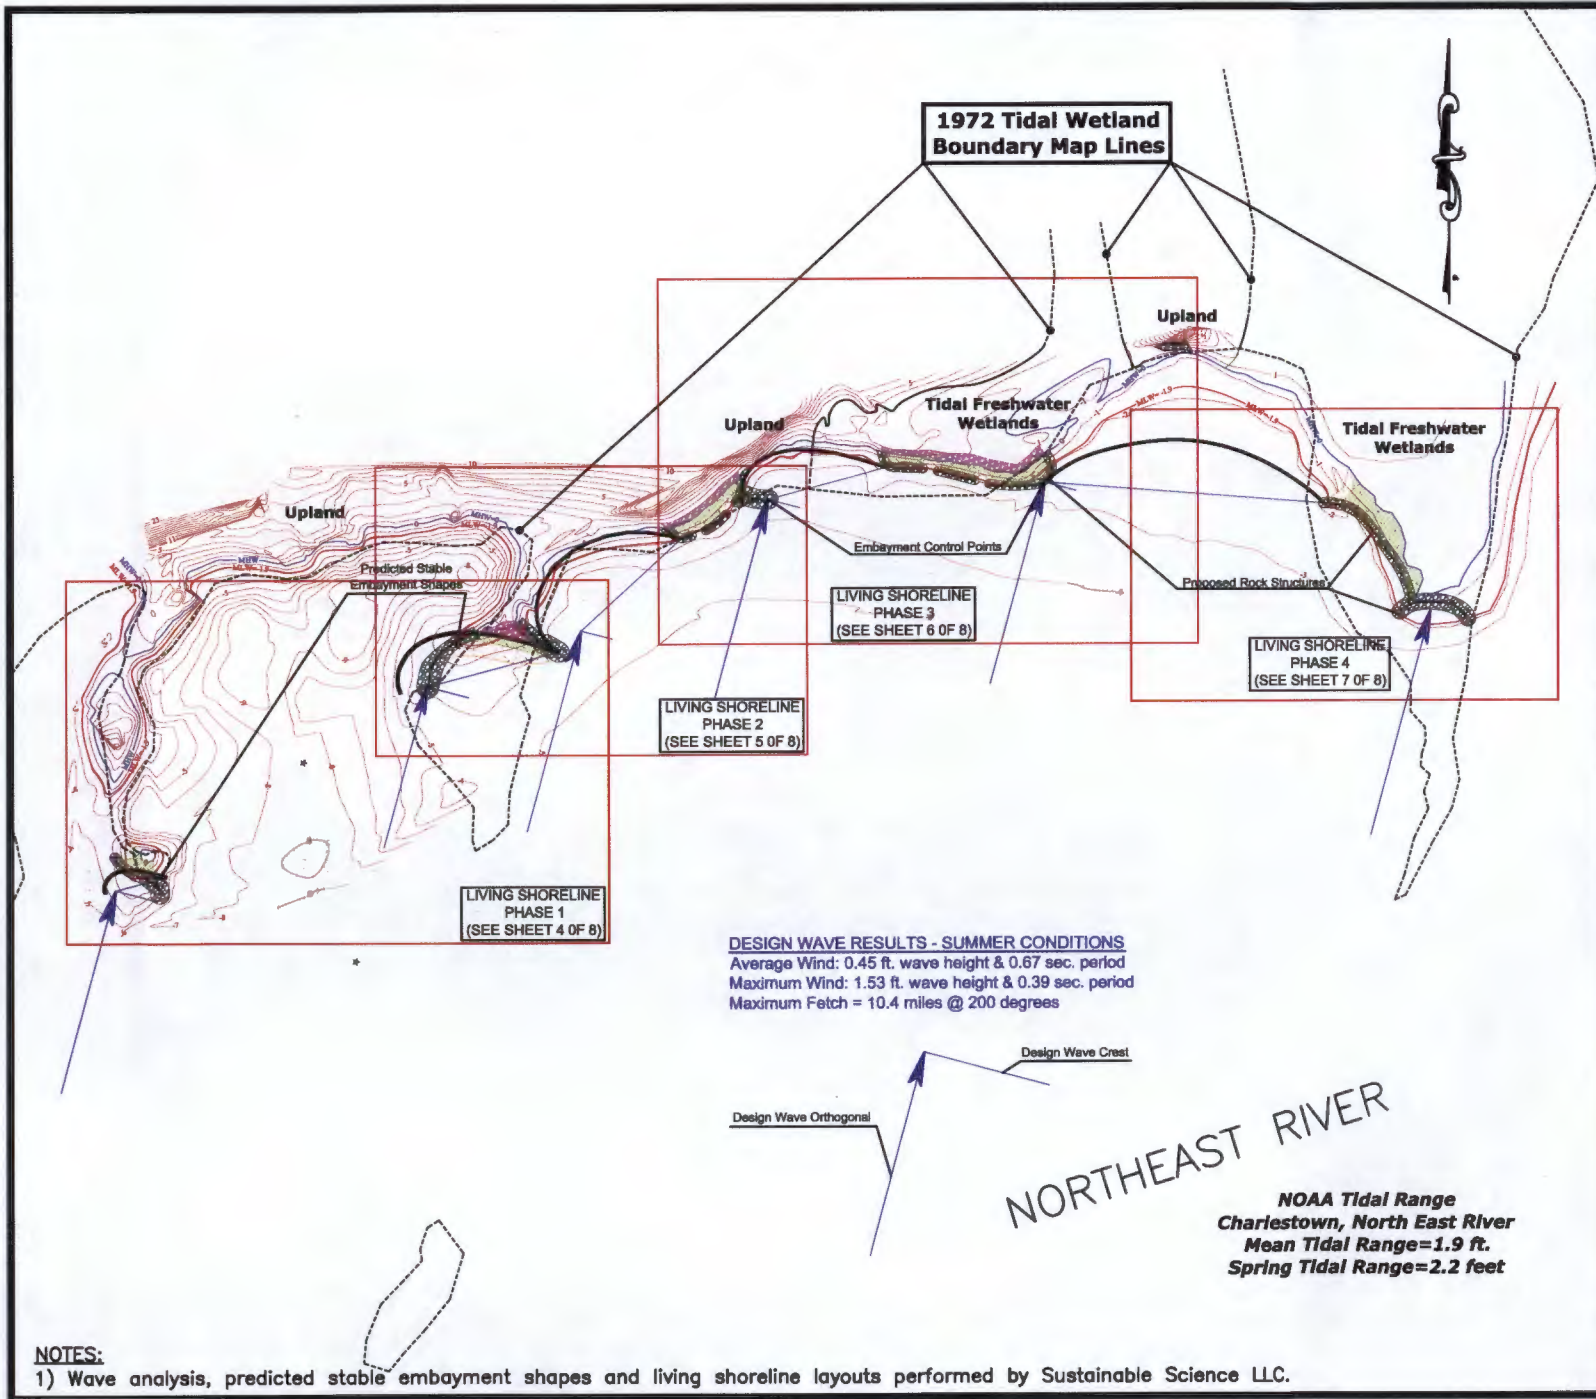 1972 Tidal Wetland
Boundary Map Lines
Upland
Upland
Tidal Freshwater
Wetlands
Tidal Freshwater
Wetlands
Upland
Predicted Stable
Embayment Shapes
Embayment Control Points
Proposed Rock Structures
LIVING SHORELINE
PHASE 3
(SEE SHEET 6 OF 8)
LIVING SHORELINE
PHASE 4
(SEE SHEET 7 OF 8)
LIVING SHORELINE
PHASE 2
(SEE SHEET 5 OF 8)
LIVING SHORELINE
PHASE 1
(SEE SHEET 4 OF 8)
DESIGN WAVE RESULTS - SUMMER CONDITIONS
Average Wind: 0.45 ft. wave height & 0.67 sec. period
Maximum Wind: 1.53 ft. wave height & 0.39 sec. period
Maximum Fetch = 10.4 miles @ 200 degrees
Design Wave Crest
Design Wave Orthogonal
NORTHEAST RIVER
NOAA Tidal Range
Charlestown, North East River
Mean Tidal Range=1.9 ft.
Spring Tidal Range=2.2 feet
NOTES:
1) Wave analysis, predicted stable embayment shapes and living shoreline layouts performed by Sustainable Science LLC.